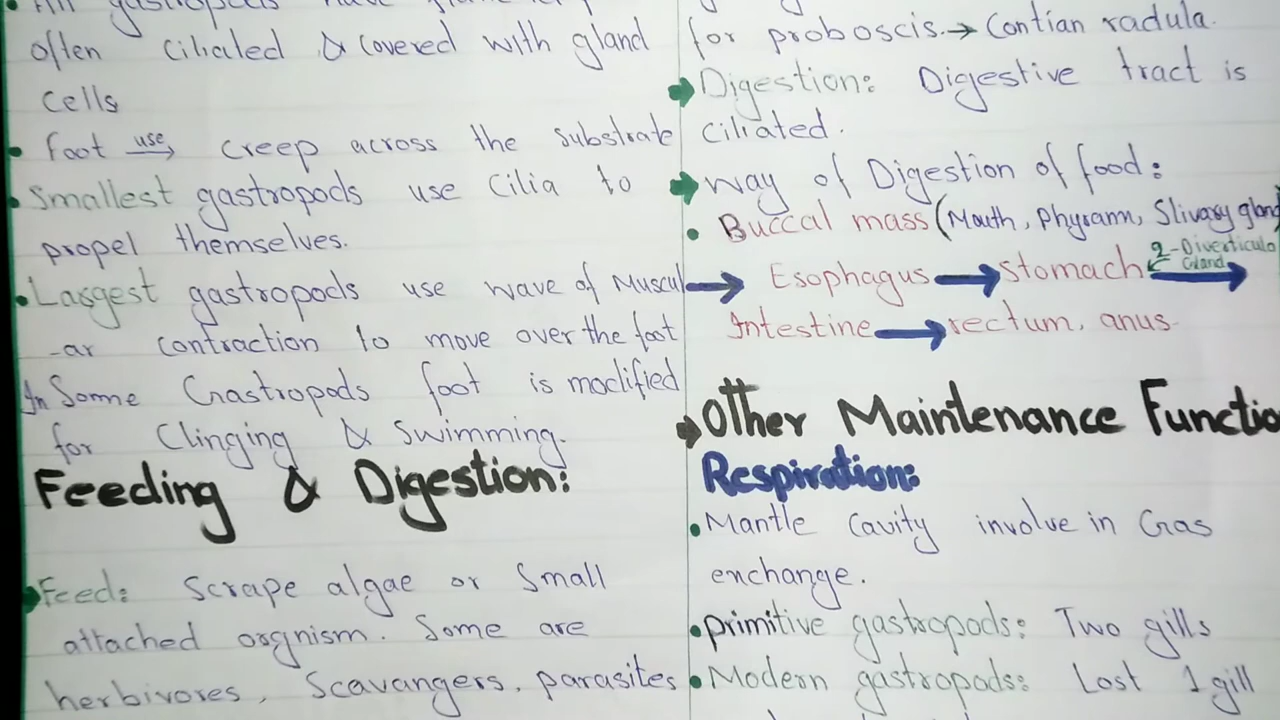 All gastropods have
often ciliated & covered with gland
cells
foot use → creep across the substrate
Smallest gastropods use Cilia to
propel themselves.
Largest gastropods use wave of Muscul
-ar contraction to move over the foot
In Some Gastropods foot is modified
for Clinging & Swimming.
Feeding & Digestion:
Feed: Scrape algae or Small
attached orgnism. Some are
herbivores, Scavangers, parasites
for proboscis → Contian radula.
Digestion: Digestive tract is
ciliated.
way of Digestion of food:
Buccal mass (Mouth, Phyrann, Slivary gland
→ Esophagus → Stomach 2-Diverticula Gland →
Intestine → rectum, anus-
Other Maintenance Functio
Respiration:
Mantle Cavity involve in Gas
exchange.
primitive gastropods: Two gills
Modern gastropods: Lost 1 gill